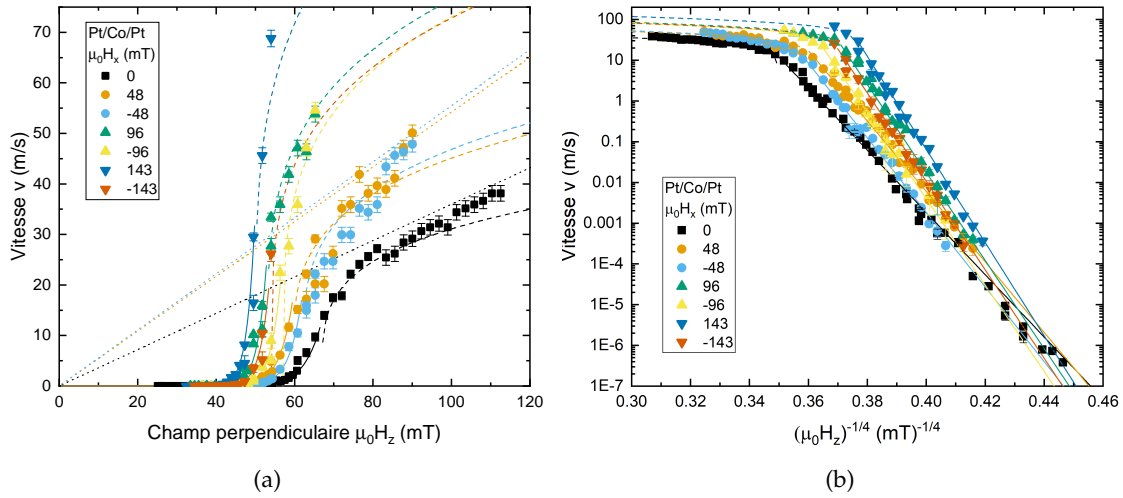 70
60
50
40
30
20
10
0
Vitesse v (m/s)
Pt/Co/Pt
μ₀Hₓ (mT)
0
48
-48
96
-96
143
-143
0 20 40 60 80 100 120
Champ perpendiculaire μ₀H_z (mT)
(a)
100
10
1
0.1
0.01
0.001
1E-4
1E-5
1E-6
1E-7
Vitesse v (m/s)
Pt/Co/Pt
μ₀Hₓ (mT)
0
48
-48
96
-96
143
-143
0.30 0.32 0.34 0.36 0.38 0.40 0.42 0.44 0.46
(μ₀H_z)⁻¹/⁴ (mT)⁻¹/⁴
(b)